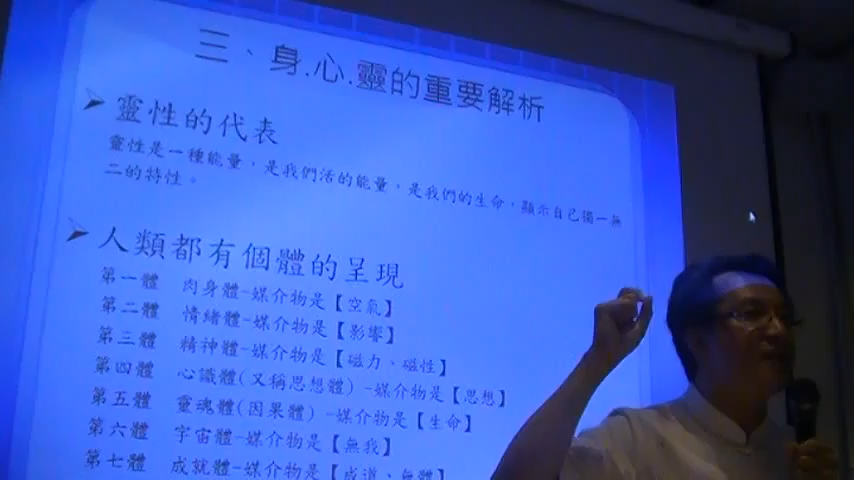 三、身.心.靈的重要解析
靈性的代表
靈性是一種能量，是我們活的能量，是我們的生命，顯示自已獨一無
二的特性。
人類都有個體的呈現
第一體 肉身體-媒介物是【空氣】
第二體 情緒體-媒介物是【影響】
第三體 精神體-媒介物是【磁力、磁性】
第四體 心識體(又稱思想體)-媒介物是【思想】
第五體 靈魂體(因果體)-媒介物是【生命】
第六體 宇宙體-媒介物是【無我】
第七體 成就體-媒介物是【成道、無體】